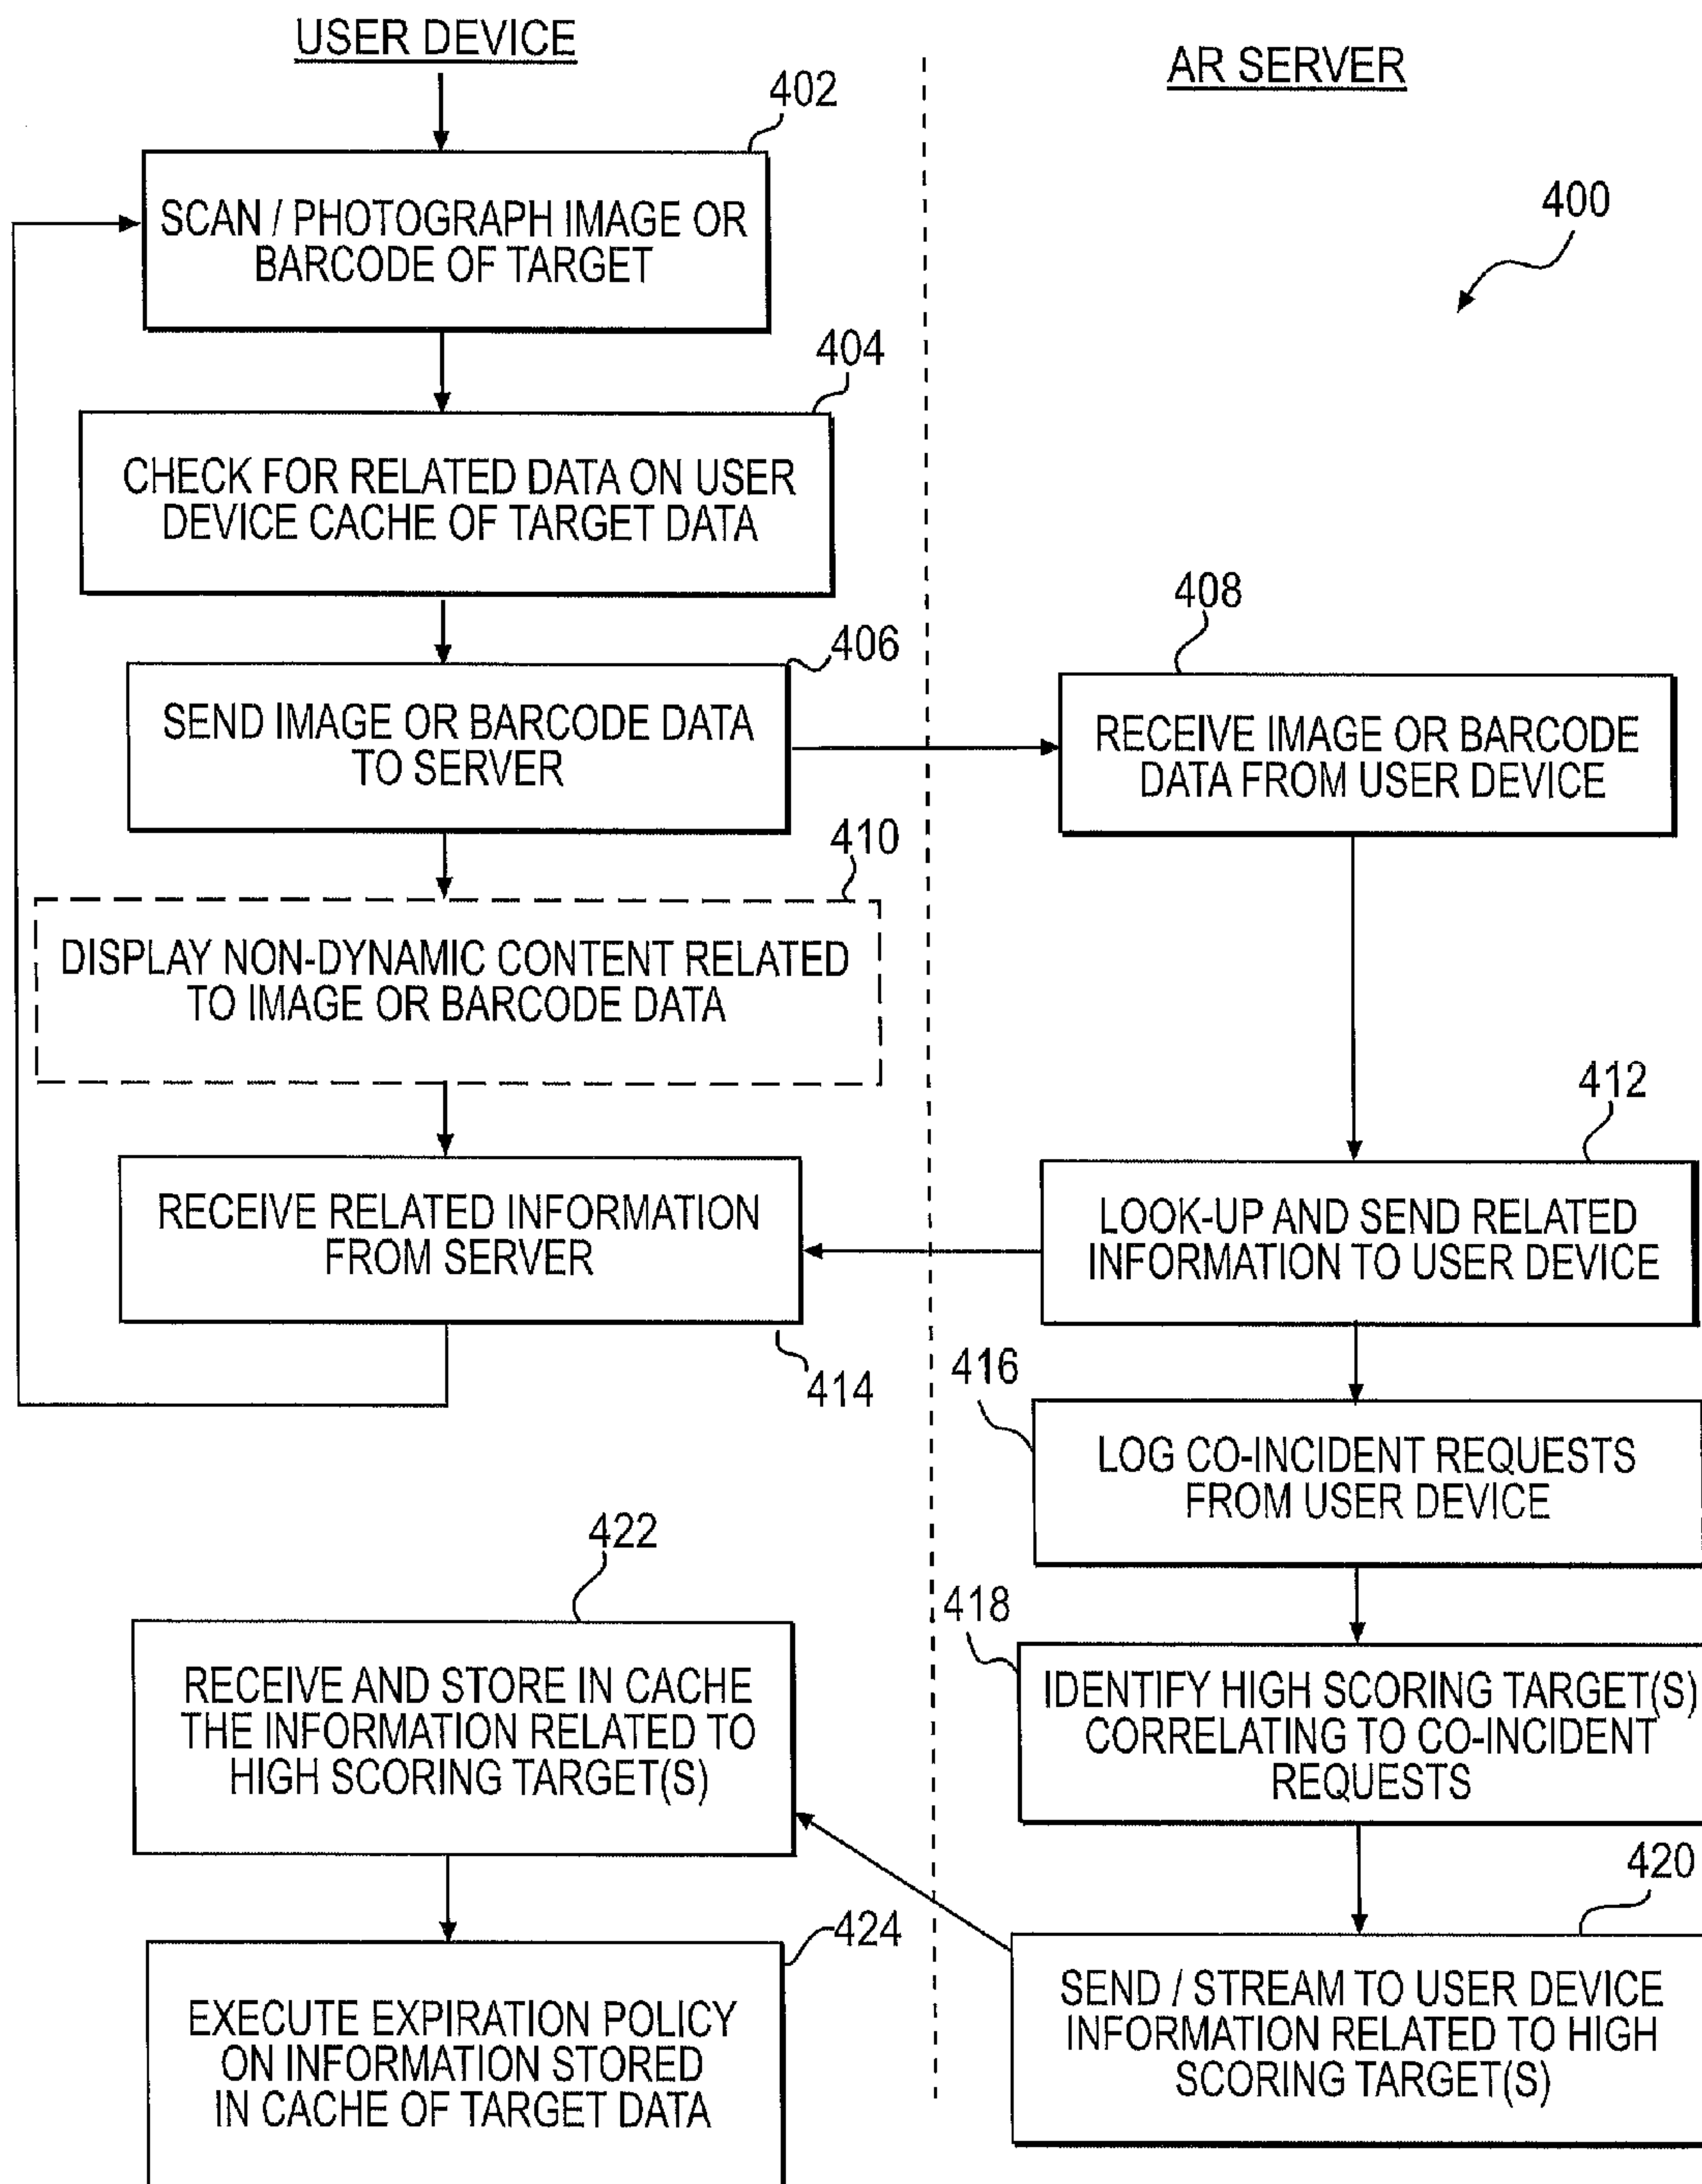 USER DEVICE
AR SERVER
400
402
SCAN / PHOTOGRAPH IMAGE OR
BARCODE OF TARGET
404
CHECK FOR RELATED DATA ON USER
DEVICE CACHE OF TARGET DATA
406
SEND IMAGE OR BARCODE DATA
TO SERVER
408
RECEIVE IMAGE OR BARCODE
DATA FROM USER DEVICE
410
DISPLAY NON-DYNAMIC CONTENT RELATED
TO IMAGE OR BARCODE DATA
412
LOOK-UP AND SEND RELATED
INFORMATION TO USER DEVICE
RECEIVE RELATED INFORMATION
FROM SERVER
414
416
LOG CO-INCIDENT REQUESTS
FROM USER DEVICE
418
IDENTIFY HIGH SCORING TARGET(S)
CORRELATING TO CO-INCIDENT
REQUESTS
420
SEND / STREAM TO USER DEVICE
INFORMATION RELATED TO HIGH
SCORING TARGET(S)
422
RECEIVE AND STORE IN CACHE
THE INFORMATION RELATED TO
HIGH SCORING TARGET(S)
424
EXECUTE EXPIRATION POLICY
ON INFORMATION STORED
IN CACHE OF TARGET DATA